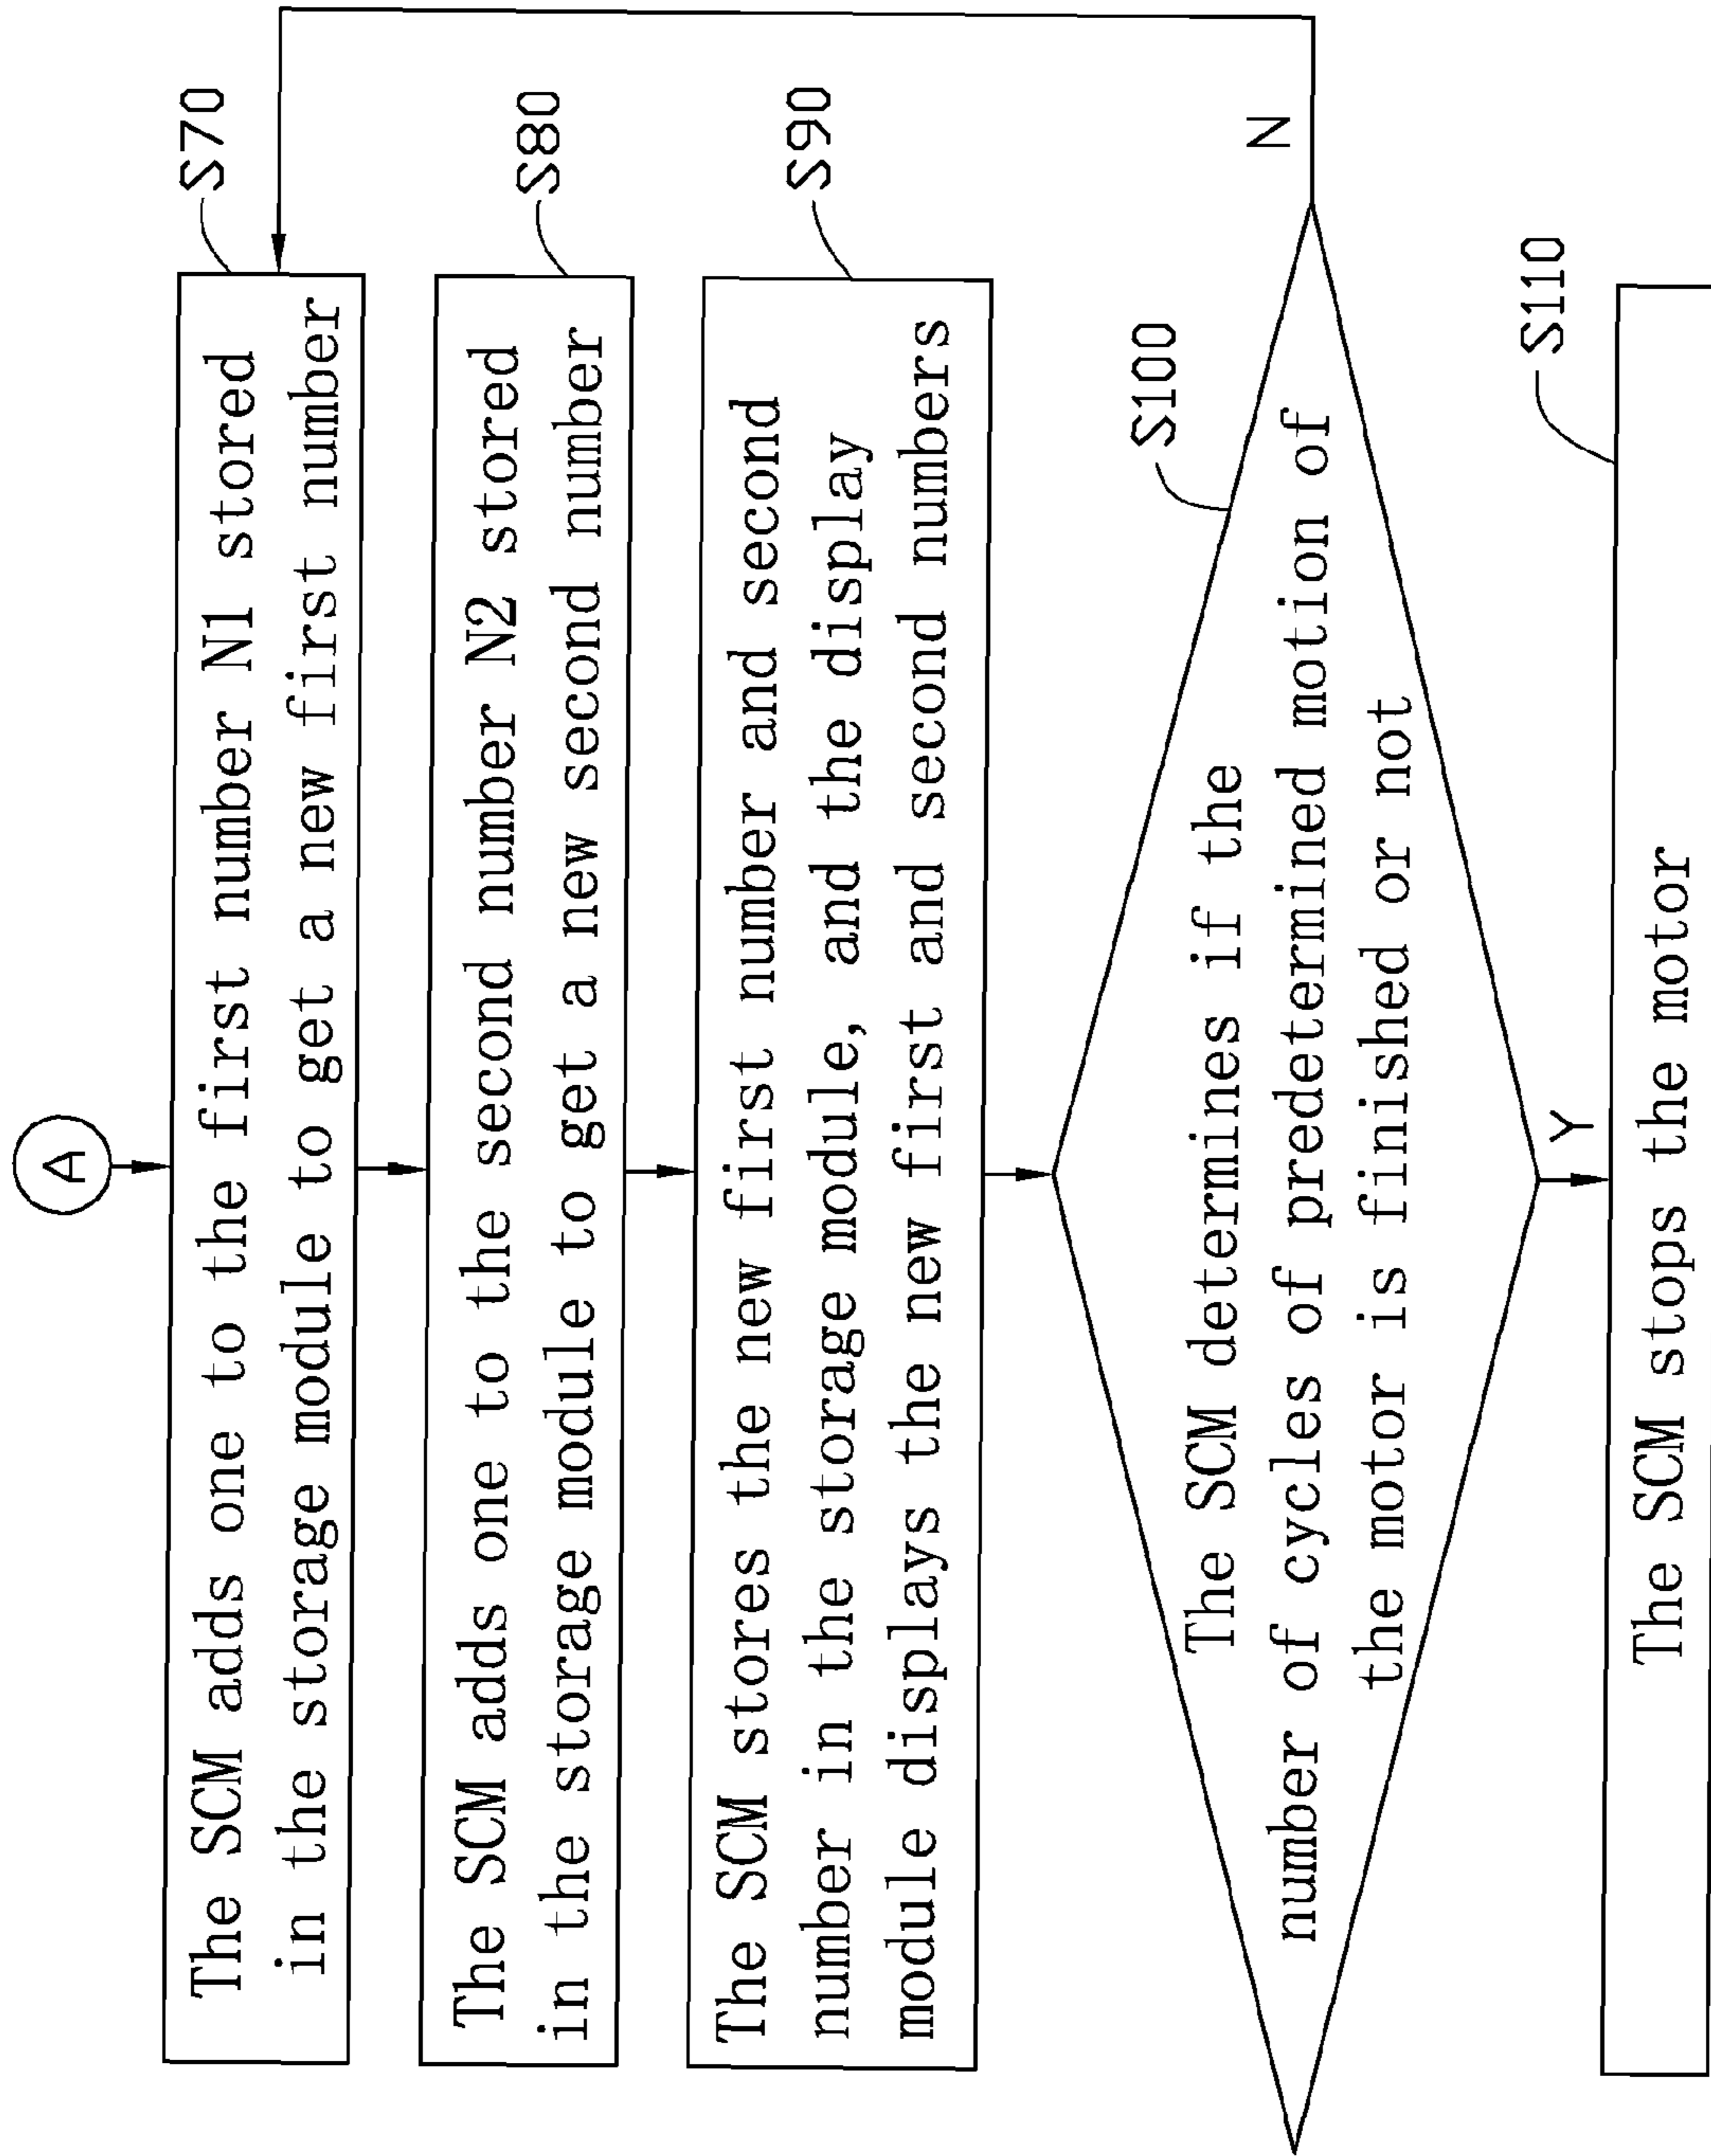 A
S70
The SCM adds one to the first number N1 stored
in the storage module to get a new first number
S80
The SCM adds one to the second number N2 stored
in the storage module to get a new second number
S90
The SCM stores the new first number and second
number in the storage module, and the display
module displays the new first and second numbers
S100
The SCM determines if the
number of cycles of predetermined motion of
the motor is finished or not
N
Y
S110
The SCM stops the motor